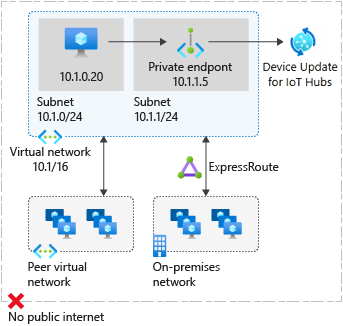 10.1.0.20
Private endpoint
10.1.1.5
Device Update
for IoT Hubs
Subnet
10.1.0/24
Subnet
10.1.1/24
Virtual network
10.1/16
ExpressRoute
Peer virtual
network
On-premises
network
No public internet